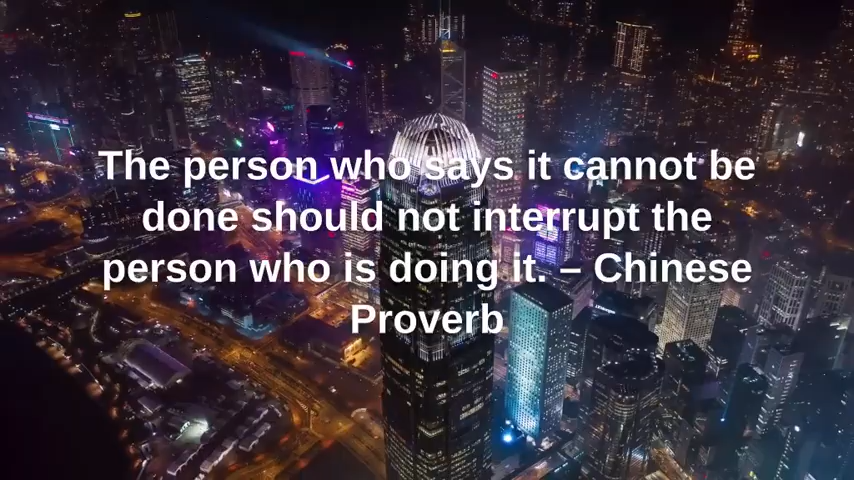 The person who says it cannot be
done should not interrupt the
person who is doing it. – Chinese
Proverb